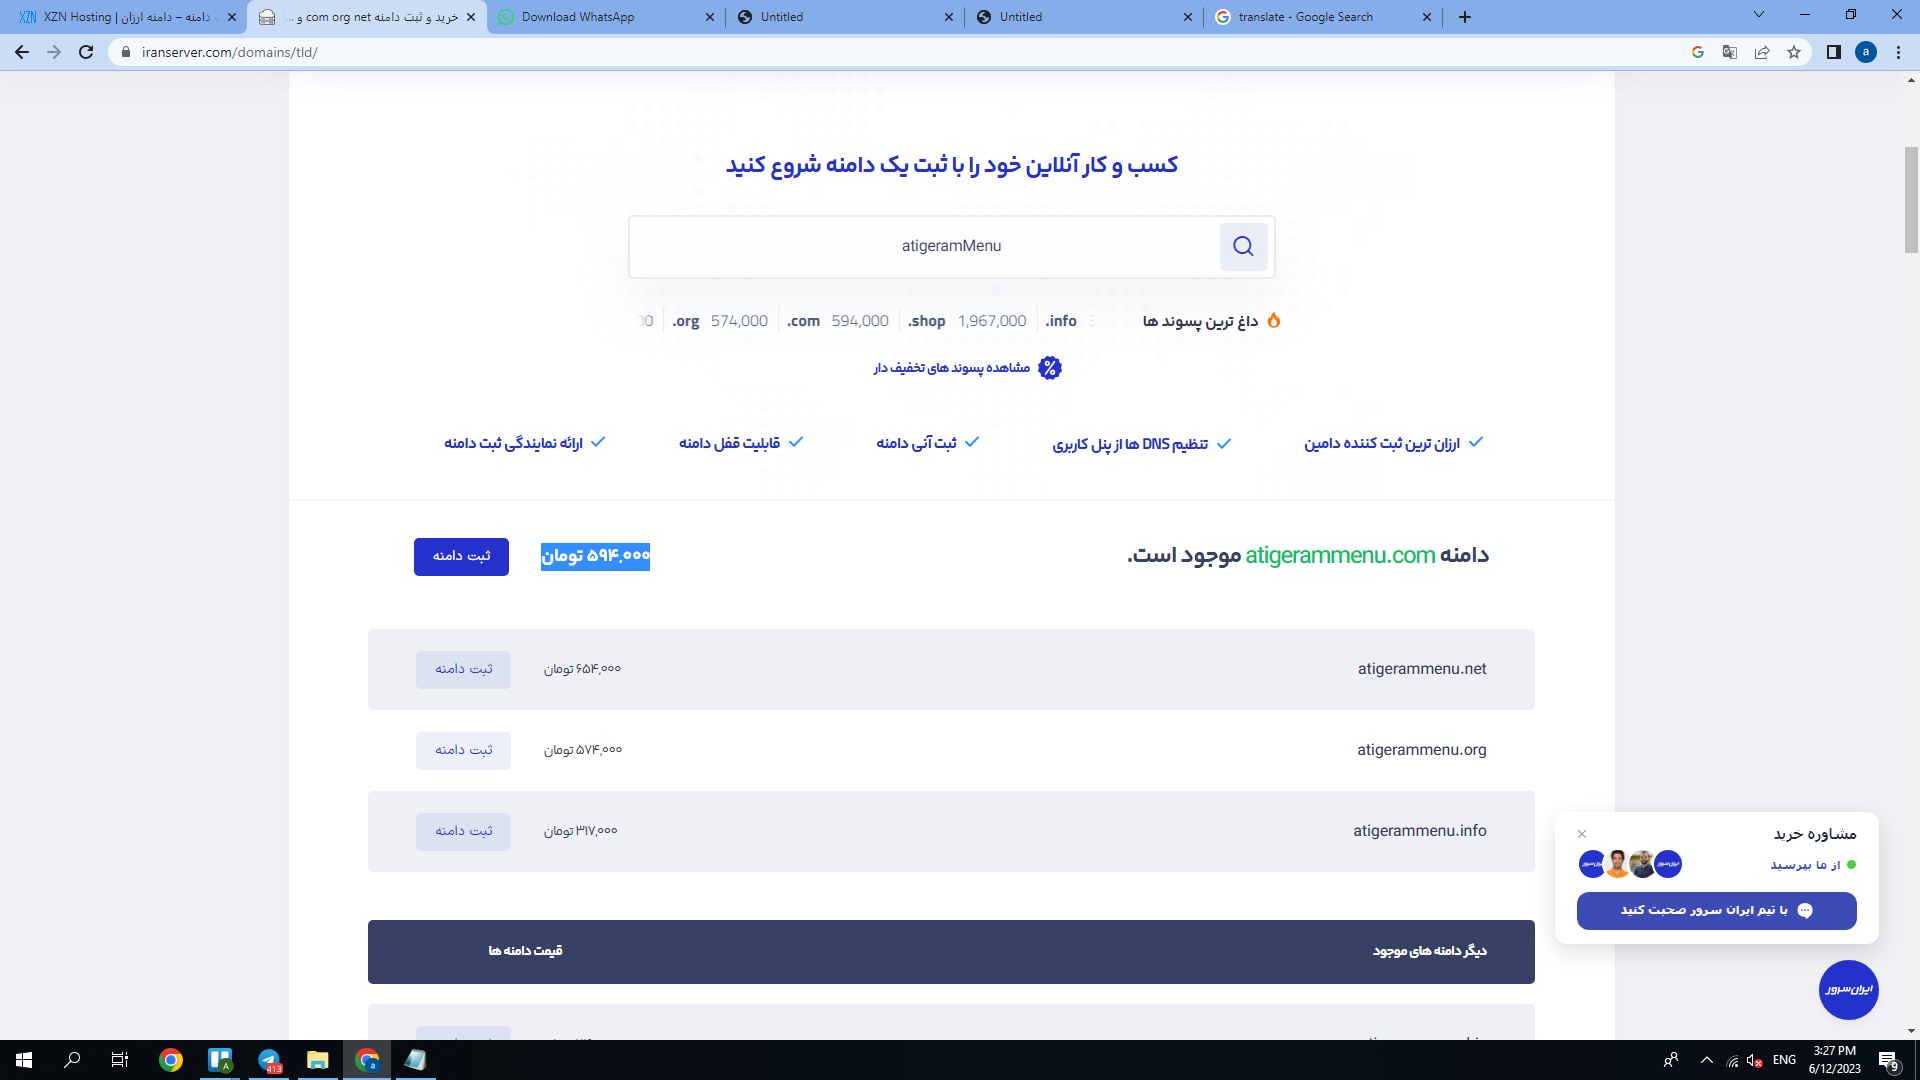 XZN Hosting | دامنه – دامنه ارزان
خرید و ثبت دامنه com org net و ...
Download WhatsApp
Untitled
Untitled
translate - Google Search
iranserver.com/domains/tld/
a
کسب و کار آنلاین خود را با ثبت یک دامنه شروع کنید
atigeramMenu
داغ ترین پسوند ها
.org 574,000 .com 594,000 .shop 1,967,000 .info
مشاهده پسوند های تخفیف دار
ارزان ترین ثبت کننده دامین
تنظیم DNS ها از پنل کاربری
ثبت آنی دامنه
قابلیت قفل دامنه
ارائه نمایندگی ثبت دامنه
دامنه atigerammenu.com موجود است.
۵۹۴,۰۰۰ تومان
ثبت دامنه
atigerammenu.net
۶۵۴,۰۰۰ تومان
ثبت دامنه
atigerammenu.org
۵۷۴,۰۰۰ تومان
ثبت دامنه
atigerammenu.info
۳۱۷,۰۰۰ تومان
ثبت دامنه
دیگر دامنه های موجود
قیمت دامنه ها
مشاوره خرید
از ما بپرسید
با تیم ایران سرور صحبت کنید
ایران‌سرور
413
ENG
3:27 PM
6/12/2023
9